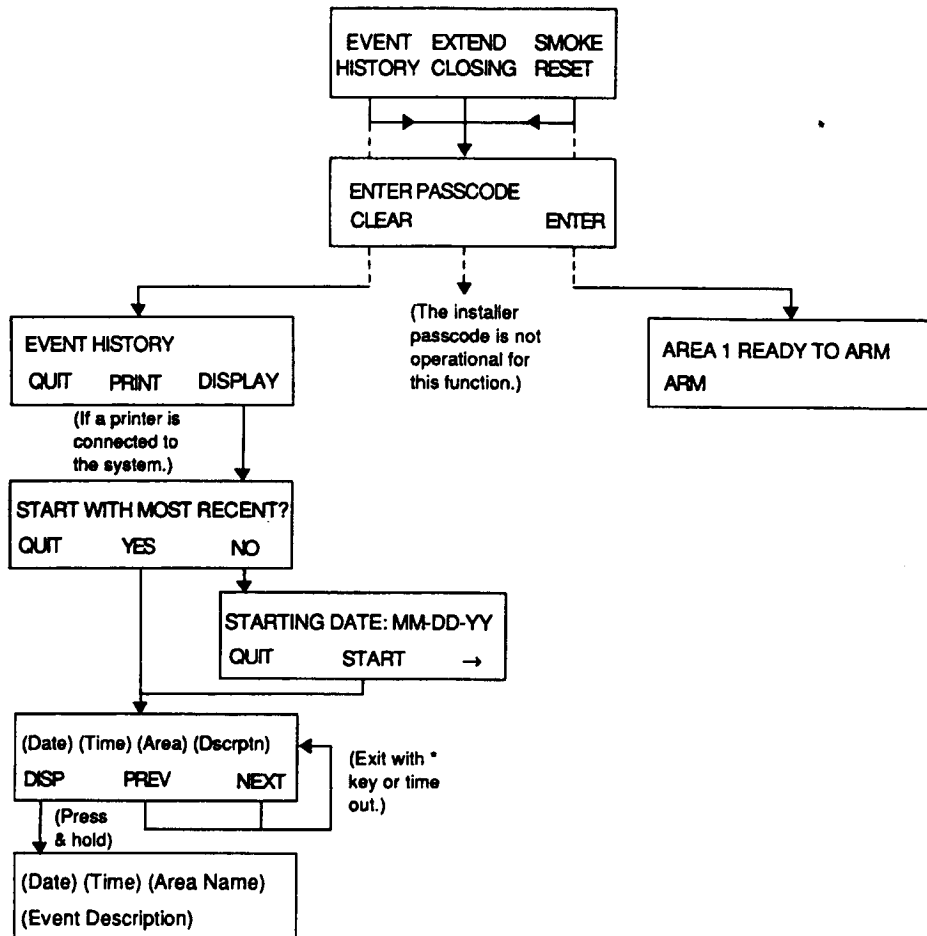 EVENT EXTEND SMOKE
HISTORY CLOSING RESET
ENTER PASSCODE
CLEAR ENTER
(The installer
passcode is not
operational for
this function.)
EVENT HISTORY
QUIT PRINT DISPLAY
AREA 1 READY TO ARM
ARM
(If a printer is
connected to
the system.)
START WITH MOST RECENT?
QUIT YES NO
STARTING DATE: MM-DD-YY
QUIT START →
(Date) (Time) (Area) (Dscrptn)
DISP PREV NEXT
(Exit with *
key or time
out.)
(Press
& hold)
(Date) (Time) (Area Name)
(Event Description)